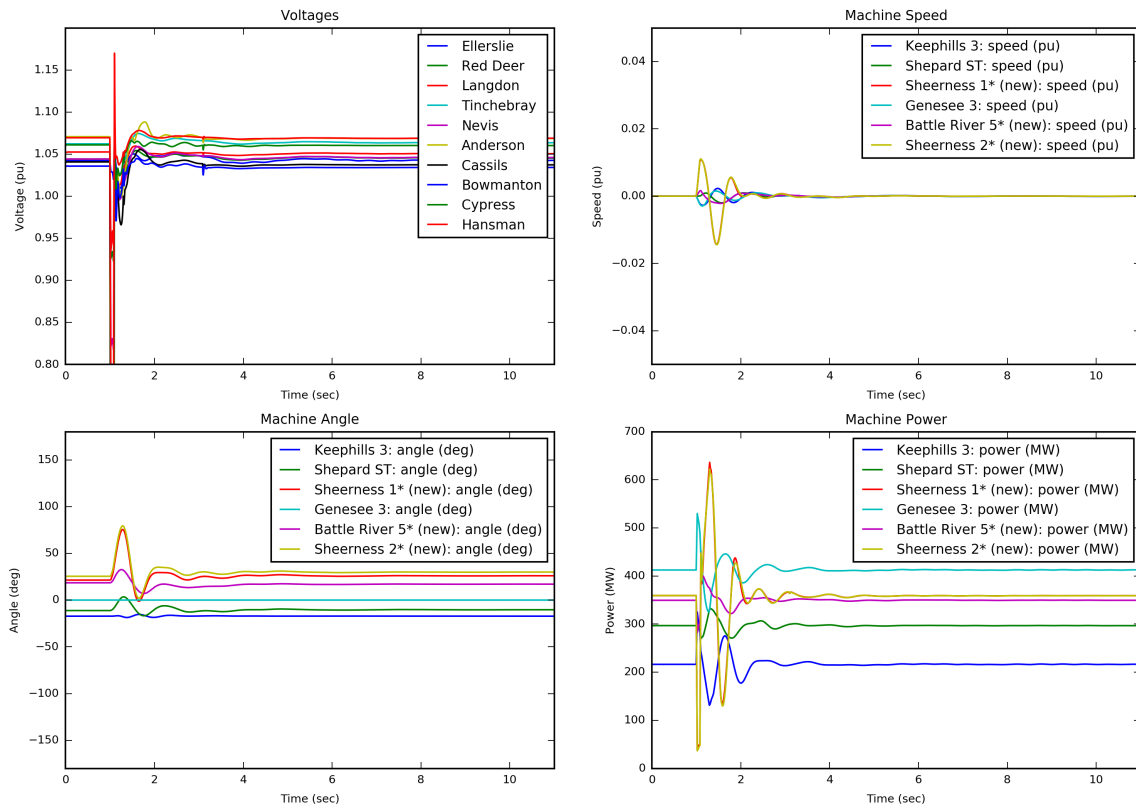 Voltages
1.15
1.10
1.05
1.00
0.95
0.90
0.85
0.80
Voltage (pu)
0
2
4
6
8
10
Time (sec)
Ellerslie
Red Deer
Langdon
Tinchebray
Nevis
Anderson
Cassils
Bowmanton
Cypress
Hansman
Machine Speed
0.04
0.02
0.00
−0.02
−0.04
Speed (pu)
0
2
4
6
8
10
Time (sec)
Keephills 3: speed (pu)
Shepard ST: speed (pu)
Sheerness 1* (new): speed (pu)
Genesee 3: speed (pu)
Battle River 5* (new): speed (pu)
Sheerness 2* (new): speed (pu)
Machine Angle
150
100
50
0
−50
−100
−150
Angle (deg)
0
2
4
6
8
10
Time (sec)
Keephills 3: angle (deg)
Shepard ST: angle (deg)
Sheerness 1* (new): angle (deg)
Genesee 3: angle (deg)
Battle River 5* (new): angle (deg)
Sheerness 2* (new): angle (deg)
Machine Power
700
600
500
400
300
200
100
0
Power (MW)
0
2
4
6
8
10
Time (sec)
Keephills 3: power (MW)
Shepard ST: power (MW)
Sheerness 1* (new): power (MW)
Genesee 3: power (MW)
Battle River 5* (new): power (MW)
Sheerness 2* (new): power (MW)